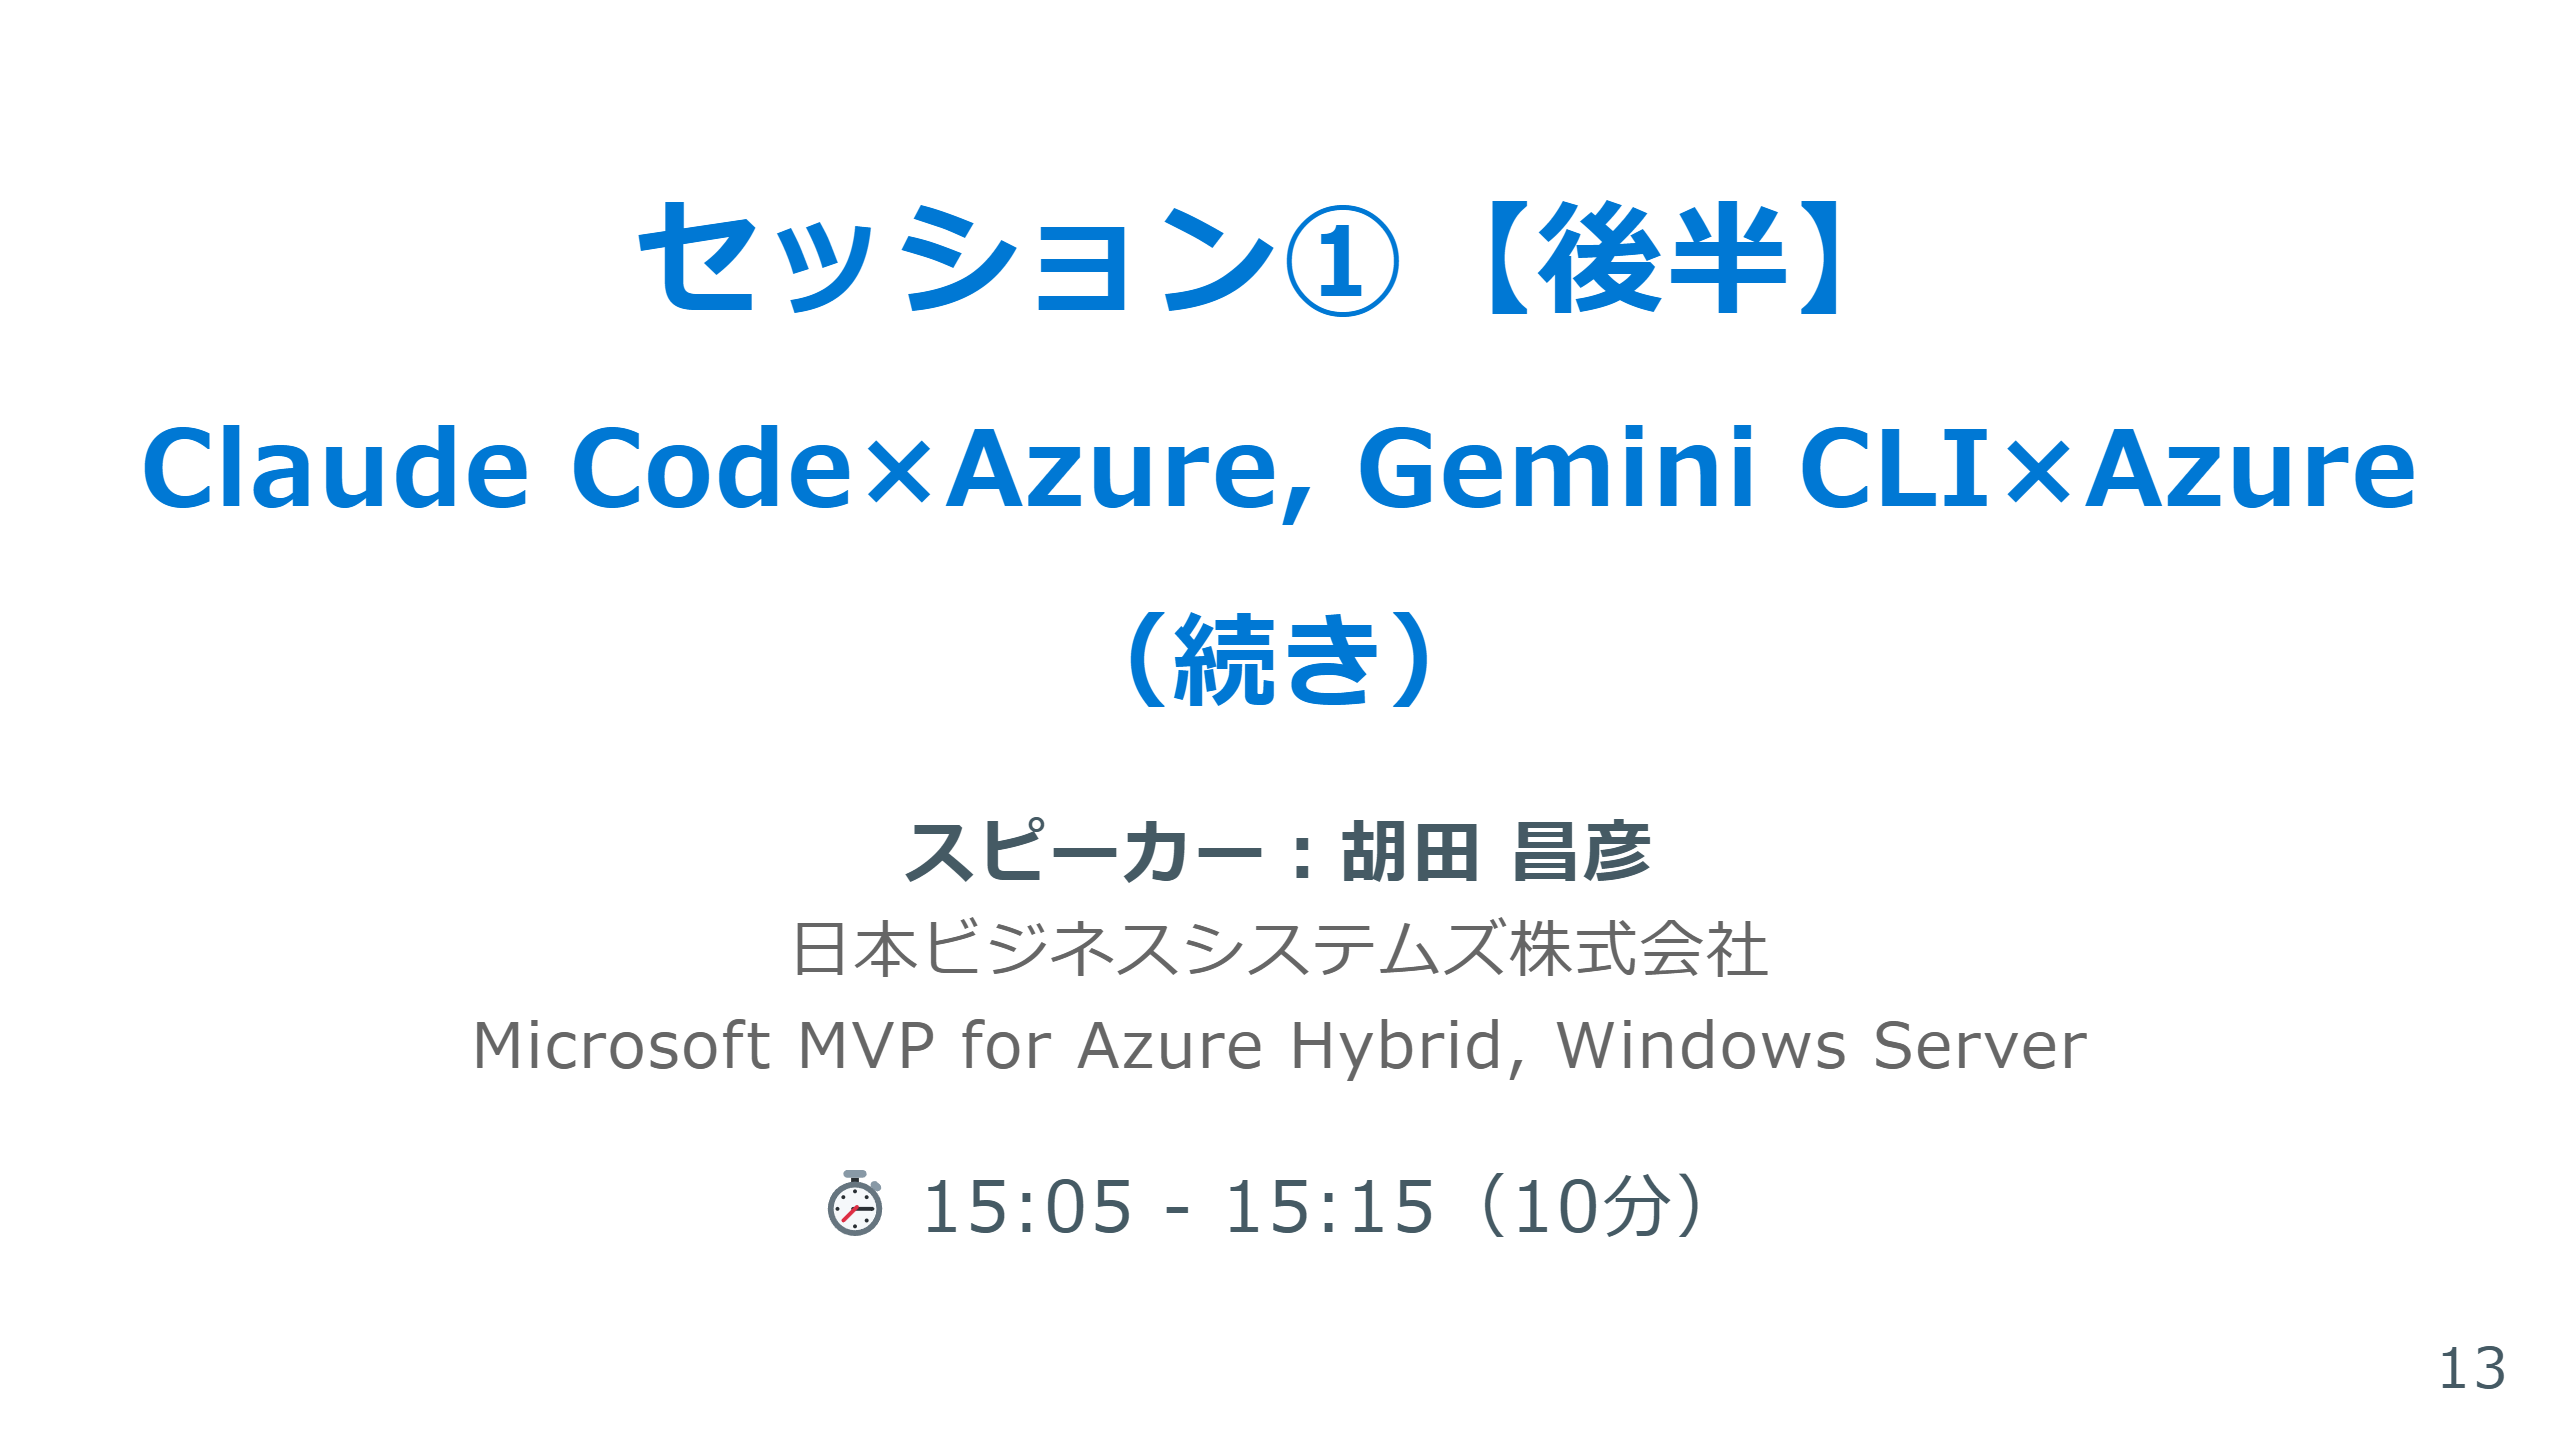 セッション①【後半】
Claude Code×Azure, Gemini CLI×Azure
（続き）
スピーカー：胡田 昌彦
日本ビジネスシステムズ株式会社
Microsoft MVP for Azure Hybrid, Windows Server
⏱ 15:05 - 15:15（10分）
13